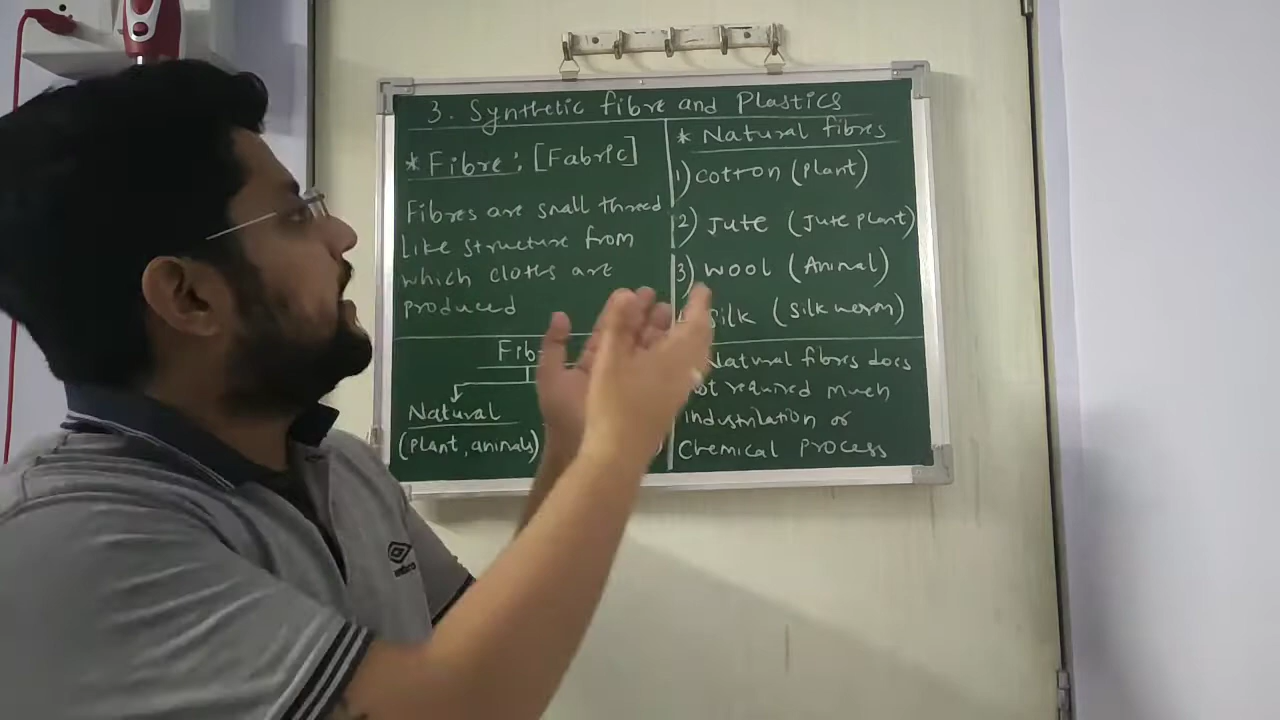 3. Synthetic fibre and Plastics
* Fibre : [Fabric]
Fibres are small thread
like structure from
which cloths are
produced
Natural
(plant, animals)
* Natural fibres
1) cotton (plant)
2) Jute (Jute plant)
3) wool (Animal)
silk (silk worm)
Natural fibres does
required much
industrilation or
Chemical Process
umbro